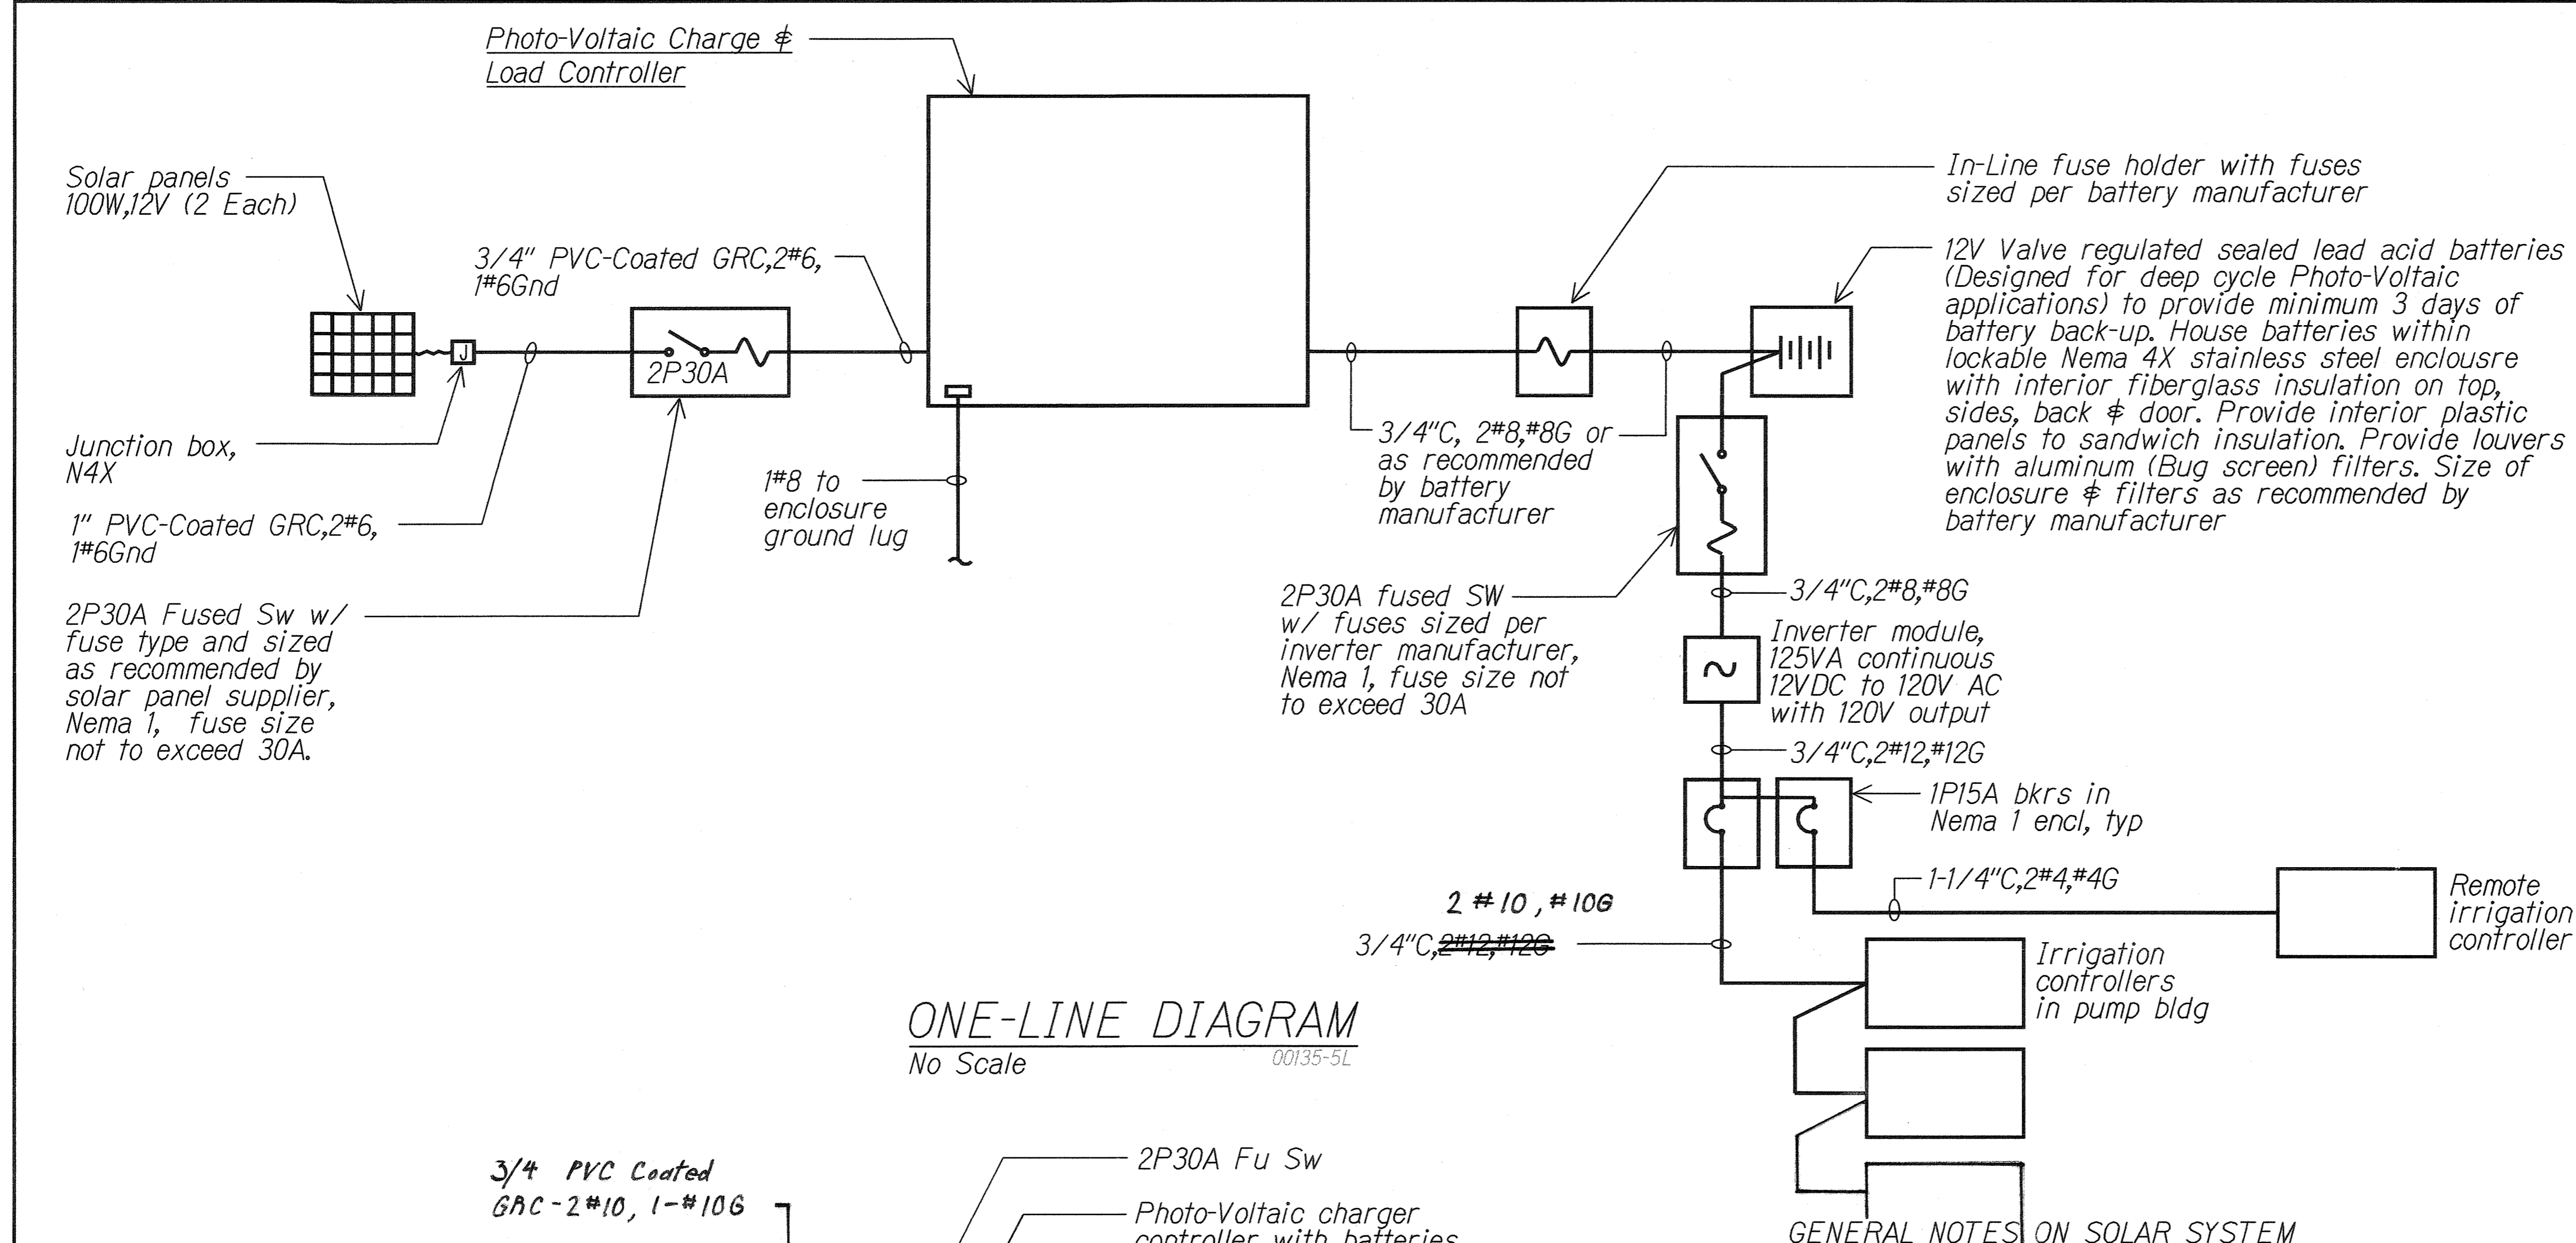 Photo-Voltaic Charge &
Load Controller
Solar panels
100W,12V (2 Each)
3/4" PVC-Coated GRC,2#6,
1#6Gnd
J
2P30A
Junction box,
N4X
1" PVC-Coated GRC,2#6,
1#6Gnd
2P30A Fused Sw w/
fuse type and sized
as recommended by
solar panel supplier,
Nema 1, fuse size
not to exceed 30A.
1#8 to
enclosure
ground lug
In-Line fuse holder with fuses
sized per battery manufacturer
12V Valve regulated sealed lead acid batteries
(Designed for deep cycle Photo-Voltaic
applications) to provide minimum 3 days of
battery back-up. House batteries within
lockable Nema 4X stainless steel enclousre
with interior fiberglass insulation on top,
sides, back & door. Provide interior plastic
panels to sandwich insulation. Provide louvers
with aluminum (Bug screen) filters. Size of
enclosure & filters as recommended by
battery manufacturer
3/4"C, 2#8,#8G or
as recommended
by battery
manufacturer
2P30A fused SW
w/ fuses sized per
inverter manufacturer,
Nema 1, fuse size not
to exceed 30A
3/4"C,2#8,#8G
Inverter module,
125VA continuous
12VDC to 120V AC
with 120V output
3/4"C,2#12,#12G
1P15A bkrs in
Nema 1 encl, typ
1-1/4"C,2#4,#4G
Remote
irrigation
controller
2 #10, #10G
3/4"C,2#12,#12G
Irrigation
controllers
in pump bldg
ONE-LINE DIAGRAM
No Scale
00135-5L
3/4 PVC Coated
GRC-2#10, 1-#10G
2P30A Fu Sw
Photo-Voltaic charger
controller with batteries
GENERAL NOTES ON SOLAR SYSTEM